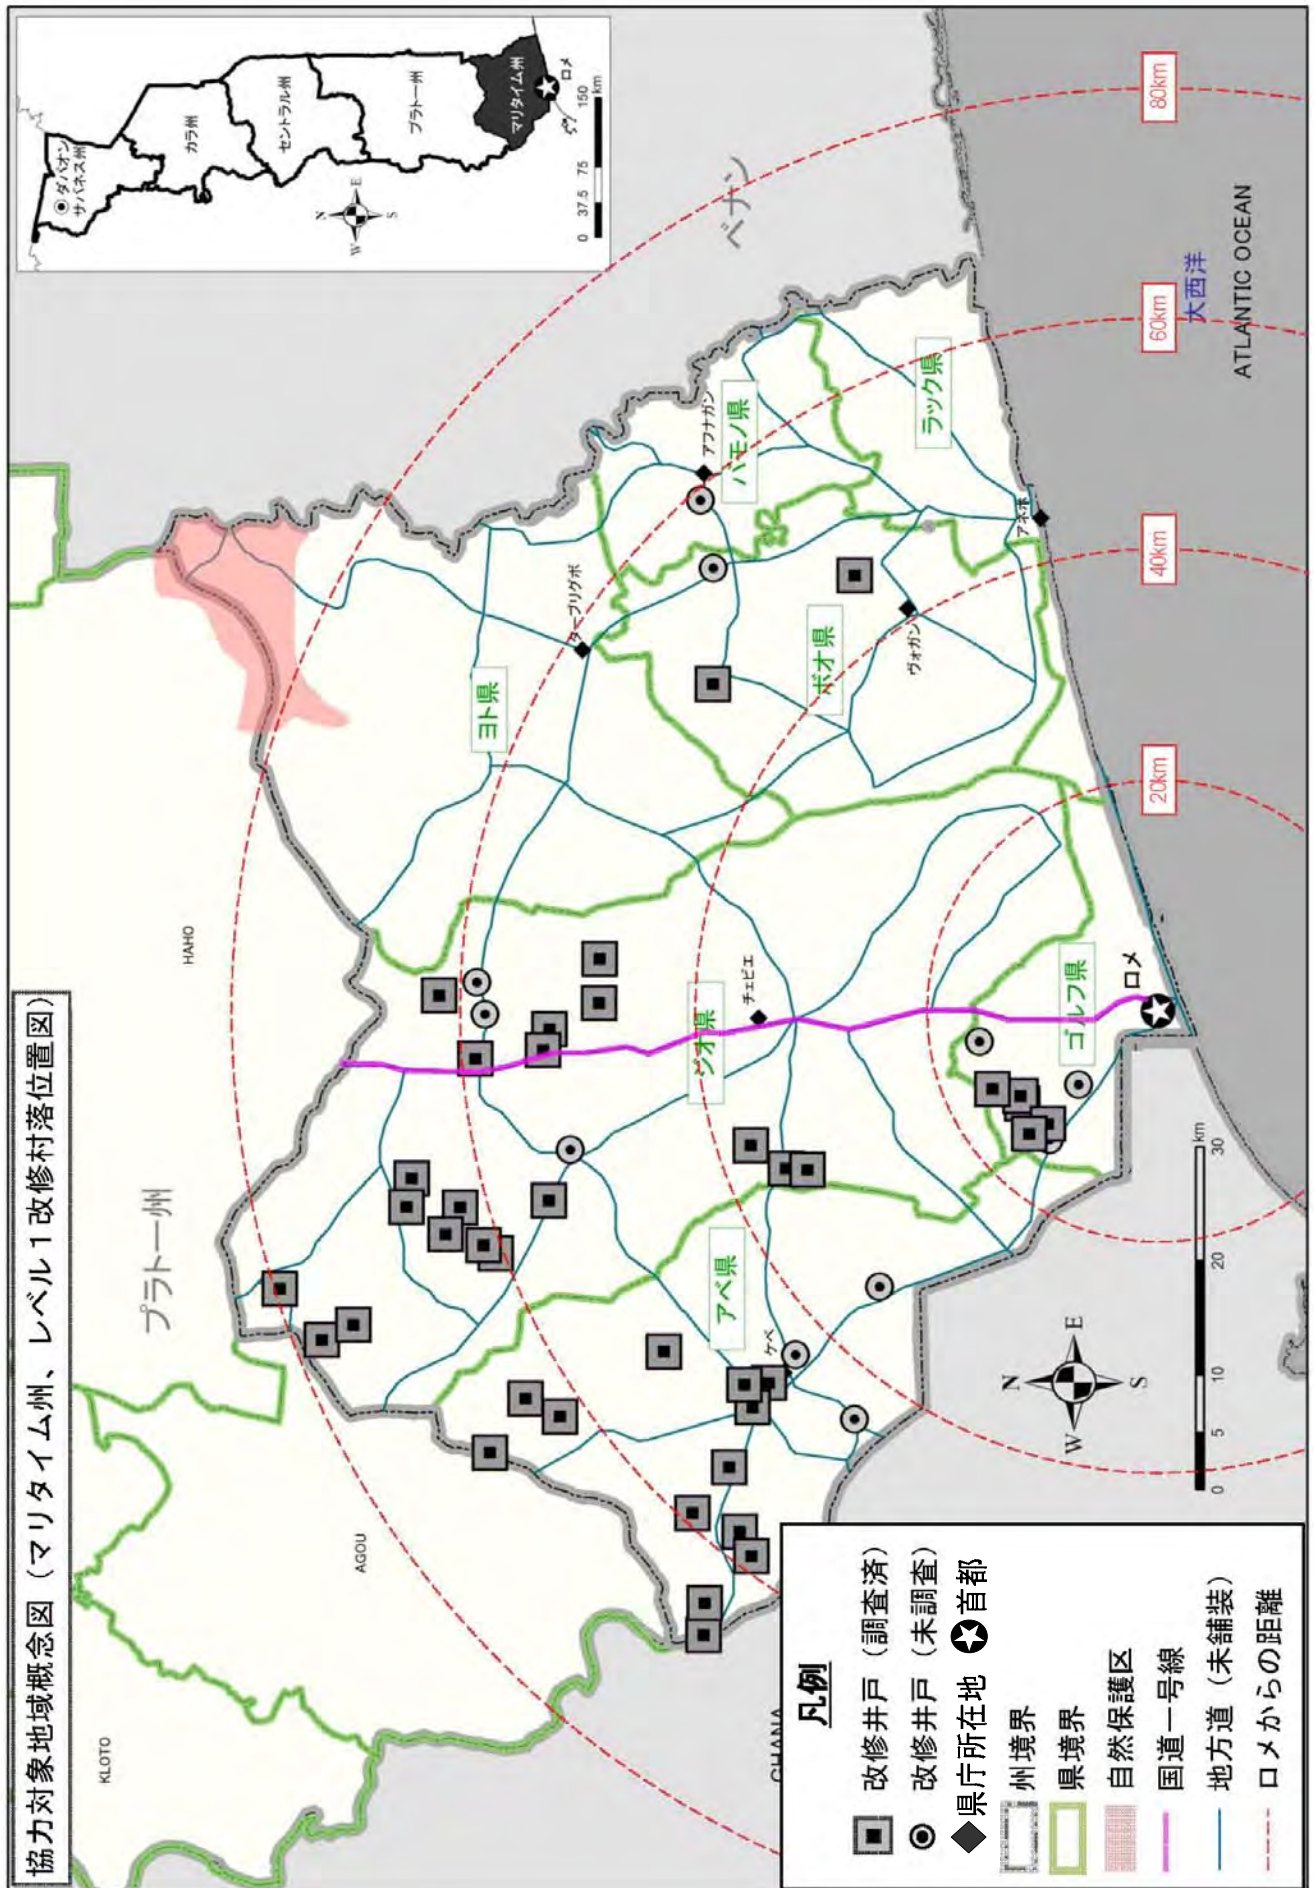 協力対象地域概念図（マリタイム州、レベル1改修村落位置図）
ダパオン
サバネス州
カラ州
セントラル州
プラトー州
マリタイム州
ロメ
N
W
E
S
0 37.5 75 150
km
プラトー州
HAHO
AGOU
KLOTO
GHANA
ベナン
大西洋
ATLANTIC OCEAN
ヨト県
ターブリグボ
バモノ県
アフナガン
ラック県
アネホ
ボオ県
ヴォガン
ジオ県
チェビエ
ゴルフ県
ロメ
アベ県
ケベ
20km
40km
60km
80km
N
W
E
S
0 5 10 20 30
km
凡例
改修井戸（調査済）
改修井戸（未調査）
県庁所在地
首都
州境界
県境界
自然保護区
国道一号線
地方道（未舗装）
ロメからの距離